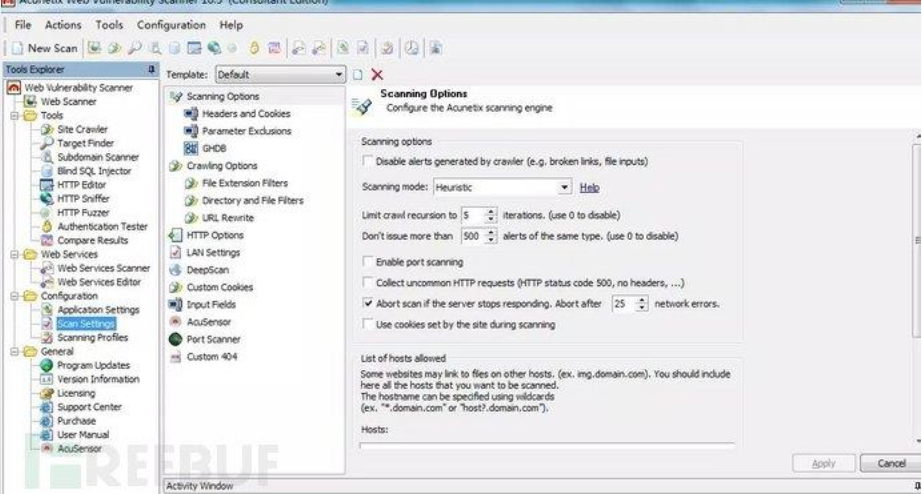 Acunetix Web Vulnerability Scanner 10.5 (Consultant Edition)
File Actions Tools Configuration Help
New Scan
Tools Explorer
Web Vulnerability Scanner
Web Scanner
Tools
Site Crawler
Target Finder
Subdomain Scanner
Blind SQL Injector
HTTP Editor
HTTP Sniffer
HTTP Fuzzer
Authentication Tester
Compare Results
Web Services
Web Services Scanner
Web Services Editor
Configuration
Application Settings
Scan Settings
Scanning Profiles
General
Program Updates
Version Information
Licensing
Support Center
Purchase
User Manual
AcuSensor
Template: Default
Scanning Options
Headers and Cookies
Parameter Exclusions
GHDB
Crawling Options
File Extension Filters
Directory and File Filters
URL Rewrite
HTTP Options
LAN Settings
DeepScan
Custom Cookies
Input Fields
AcuSensor
Port Scanner
Custom 404
Scanning Options
Configure the Acunetix scanning engine
Scanning options
Disable alerts generated by crawler (e.g. broken links, file inputs)
Scanning mode: Heuristic Help
Limit crawl recursion to 5 iterations. (use 0 to disable)
Don't issue more than 500 alerts of the same type. (use 0 to disable)
Enable port scanning
Collect uncommon HTTP requests (HTTP status code 500, no headers, ...)
Abort scan if the server stops responding. Abort after 25 network errors.
Use cookies set by the site during scanning
List of hosts allowed
Some websites may link to files on other hosts. (ex. img.domain.com). You should include
here all the hosts that you want to be scanned.
The hostname can be specified using wildcards
(ex. "*.domain.com" or "host?.domain.com").
Hosts:
Apply Cancel
Activity Window
FREEBUF